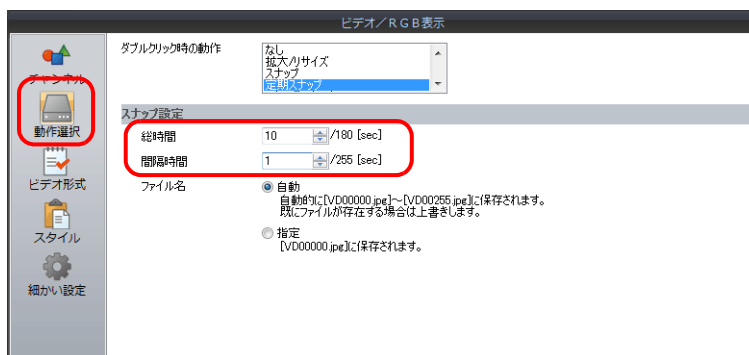 ビデオ/RGB表示
チャンネル
動作選択
ビデオ形式
スタイル
細かい設定
ダブルクリック時の動作
なし
拡大/リサイズ
スナップ
定期スナップ
スナップ設定
総時間 10 /180 [sec]
間隔時間 1 /255 [sec]
ファイル名 自動
自動的に[VD00000.jpg]~[VD00255.jpg]に保存されます。
既にファイルが存在する場合は上書きします。
指定
[VD00000.jpg]に保存されます。